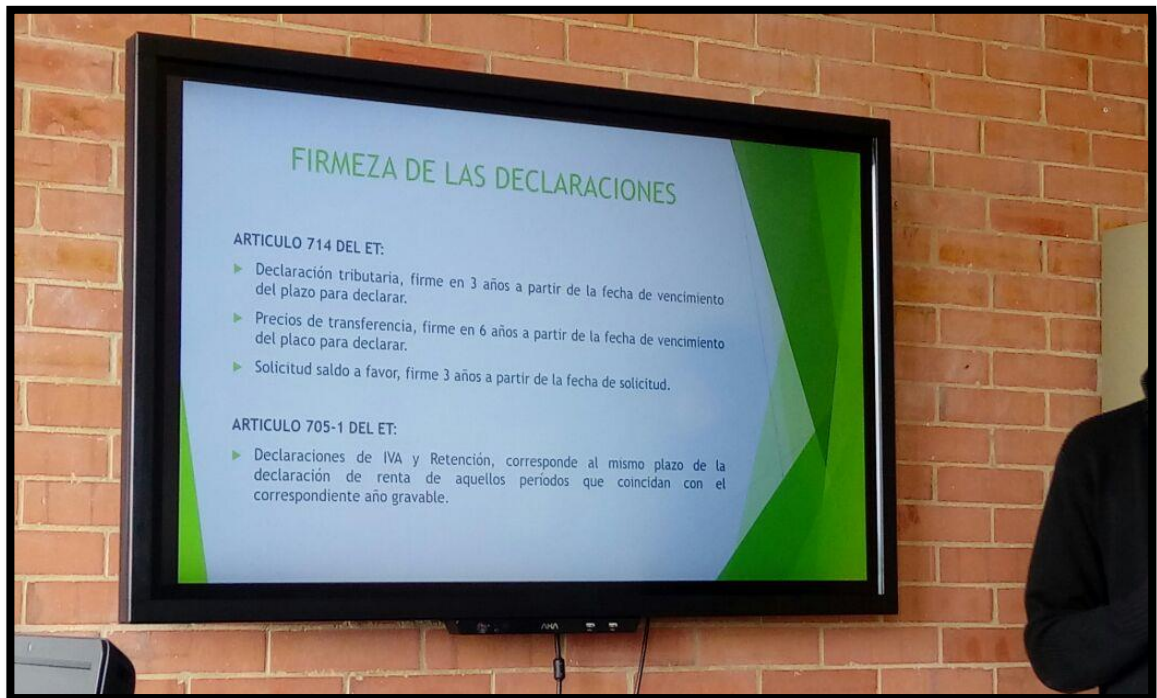 FIRMEZA DE LAS DECLARACIONES
ARTICULO 714 DEL ET:
Declaración tributaria, firme en 3 años a partir de la fecha de vencimiento
del plazo para declarar.
Precios de transferencia, firme en 6 años a partir de la fecha de vencimiento
del placo para declarar.
Solicitud saldo a favor, firme 3 años a partir de la fecha de solicitud.
ARTICULO 705-1 DEL ET:
Declaraciones de IVA y Retención, corresponde al mismo plazo de la
declaración de renta de aquellos períodos que coincidan con el
correspondiente año gravable.